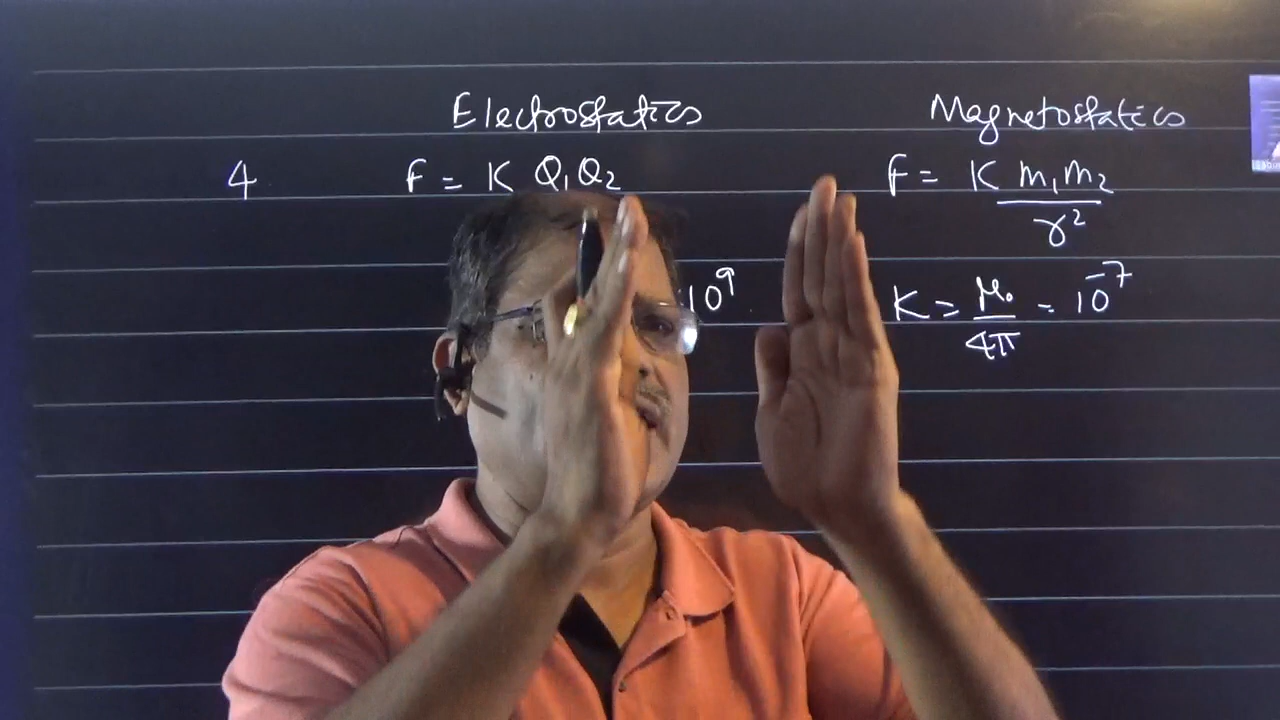 Electrostatics Magnetostatics
4 F = K Q₁Q₂ F = K m₁m₂
r²
10⁹ K = μ₀ = 10⁻⁷
4π